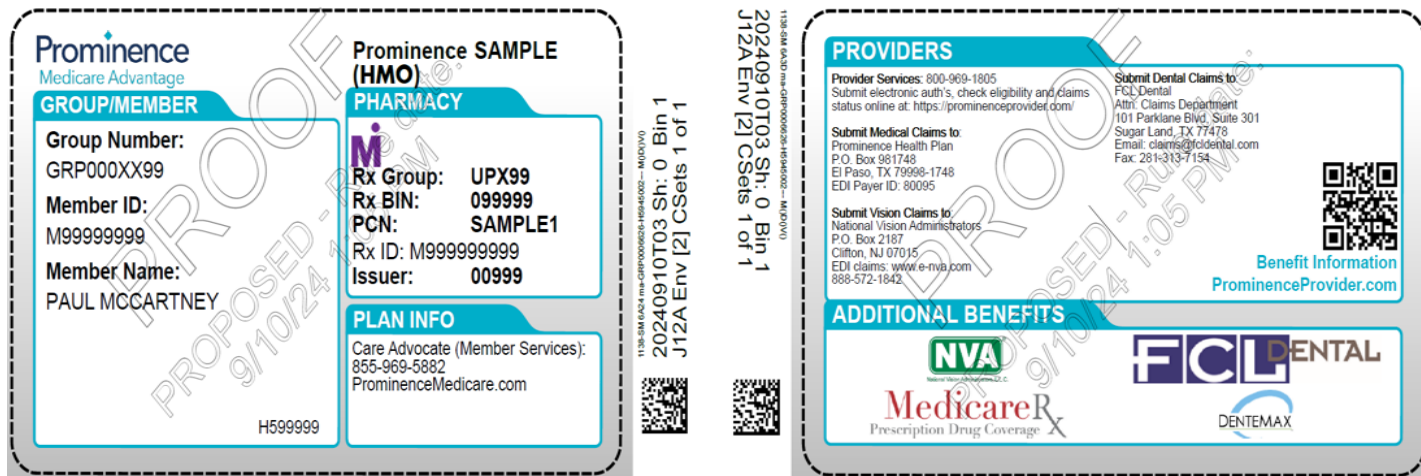 Prominence
Medicare Advantage
Prominence SAMPLE
(HMO)
GROUP/MEMBER
Group Number:
GRP000XX99
Member ID:
M99999999
Member Name:
PAUL MCCARTNEY
H599999
PHARMACY
Rx Group: UPX99
Rx BIN: 099999
PCN: SAMPLE1
Rx ID: M999999999
Issuer: 00999
PLAN INFO
Care Advocate (Member Services):
855-969-5882
ProminenceMedicare.com
PROOF
PROPOSED - Run date:
9/10/24 1:05 PM
20240910T03 Sh: 0 Bin 1
J12A Env [2] CSets 1 of 1
20240910T03 Sh: 0 Bin 1
J12A Env [2] CSets 1 of 1
PROVIDERS
Provider Services: 800-969-1805
Submit electronic auth's, check eligibility and claims
status online at: https://prominenceprovider.com/
Submit Medical Claims to:
Prominence Health Plan
P.O. Box 981748
El Paso, TX 79998-1748
EDI Payer ID: 80095
Submit Vision Claims to:
National Vision Administrators
P.O. Box 2187
Clifton, NJ 07015
EDI claims: www.e-nva.com
888-572-1842
Submit Dental Claims to:
FCL Dental
Attn: Claims Department
101 Parklane Blvd, Suite 301
Sugar Land, TX 77478
Email: claims@fcldental.com
Fax: 281-313-7154
Benefit Information
ProminenceProvider.com
ADDITIONAL BENEFITS
NVA
National Vision Administrators, L.L.C.
FCL DENTAL
MedicareRx
Prescription Drug Coverage
DENTEMAX
PROOF
PROPOSED - Run date:
9/10/24 1:05 PM